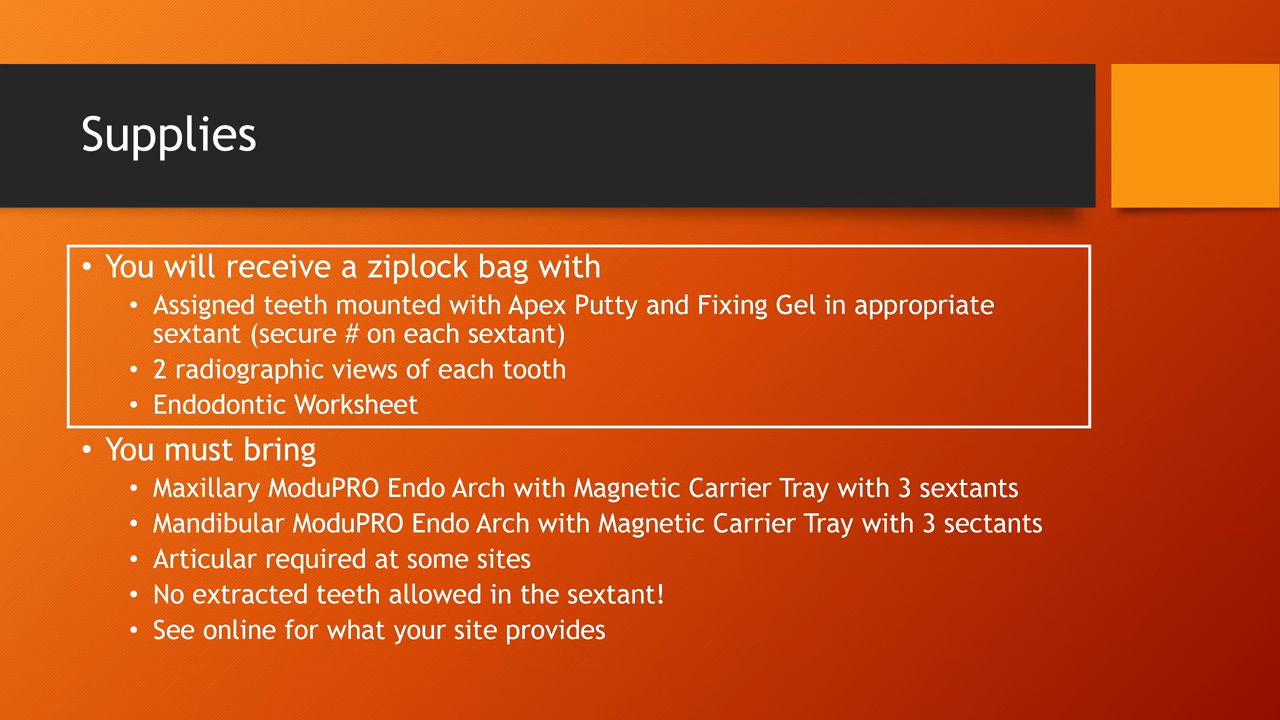 Supplies
• You will receive a ziplock bag with
• Assigned teeth mounted with Apex Putty and Fixing Gel in appropriate
sextant (secure # on each sextant)
• 2 radiographic views of each tooth
• Endodontic Worksheet
• You must bring
• Maxillary ModuPRO Endo Arch with Magnetic Carrier Tray with 3 sextants
• Mandibular ModuPRO Endo Arch with Magnetic Carrier Tray with 3 sectants
• Articular required at some sites
• No extracted teeth allowed in the sextant!
• See online for what your site provides